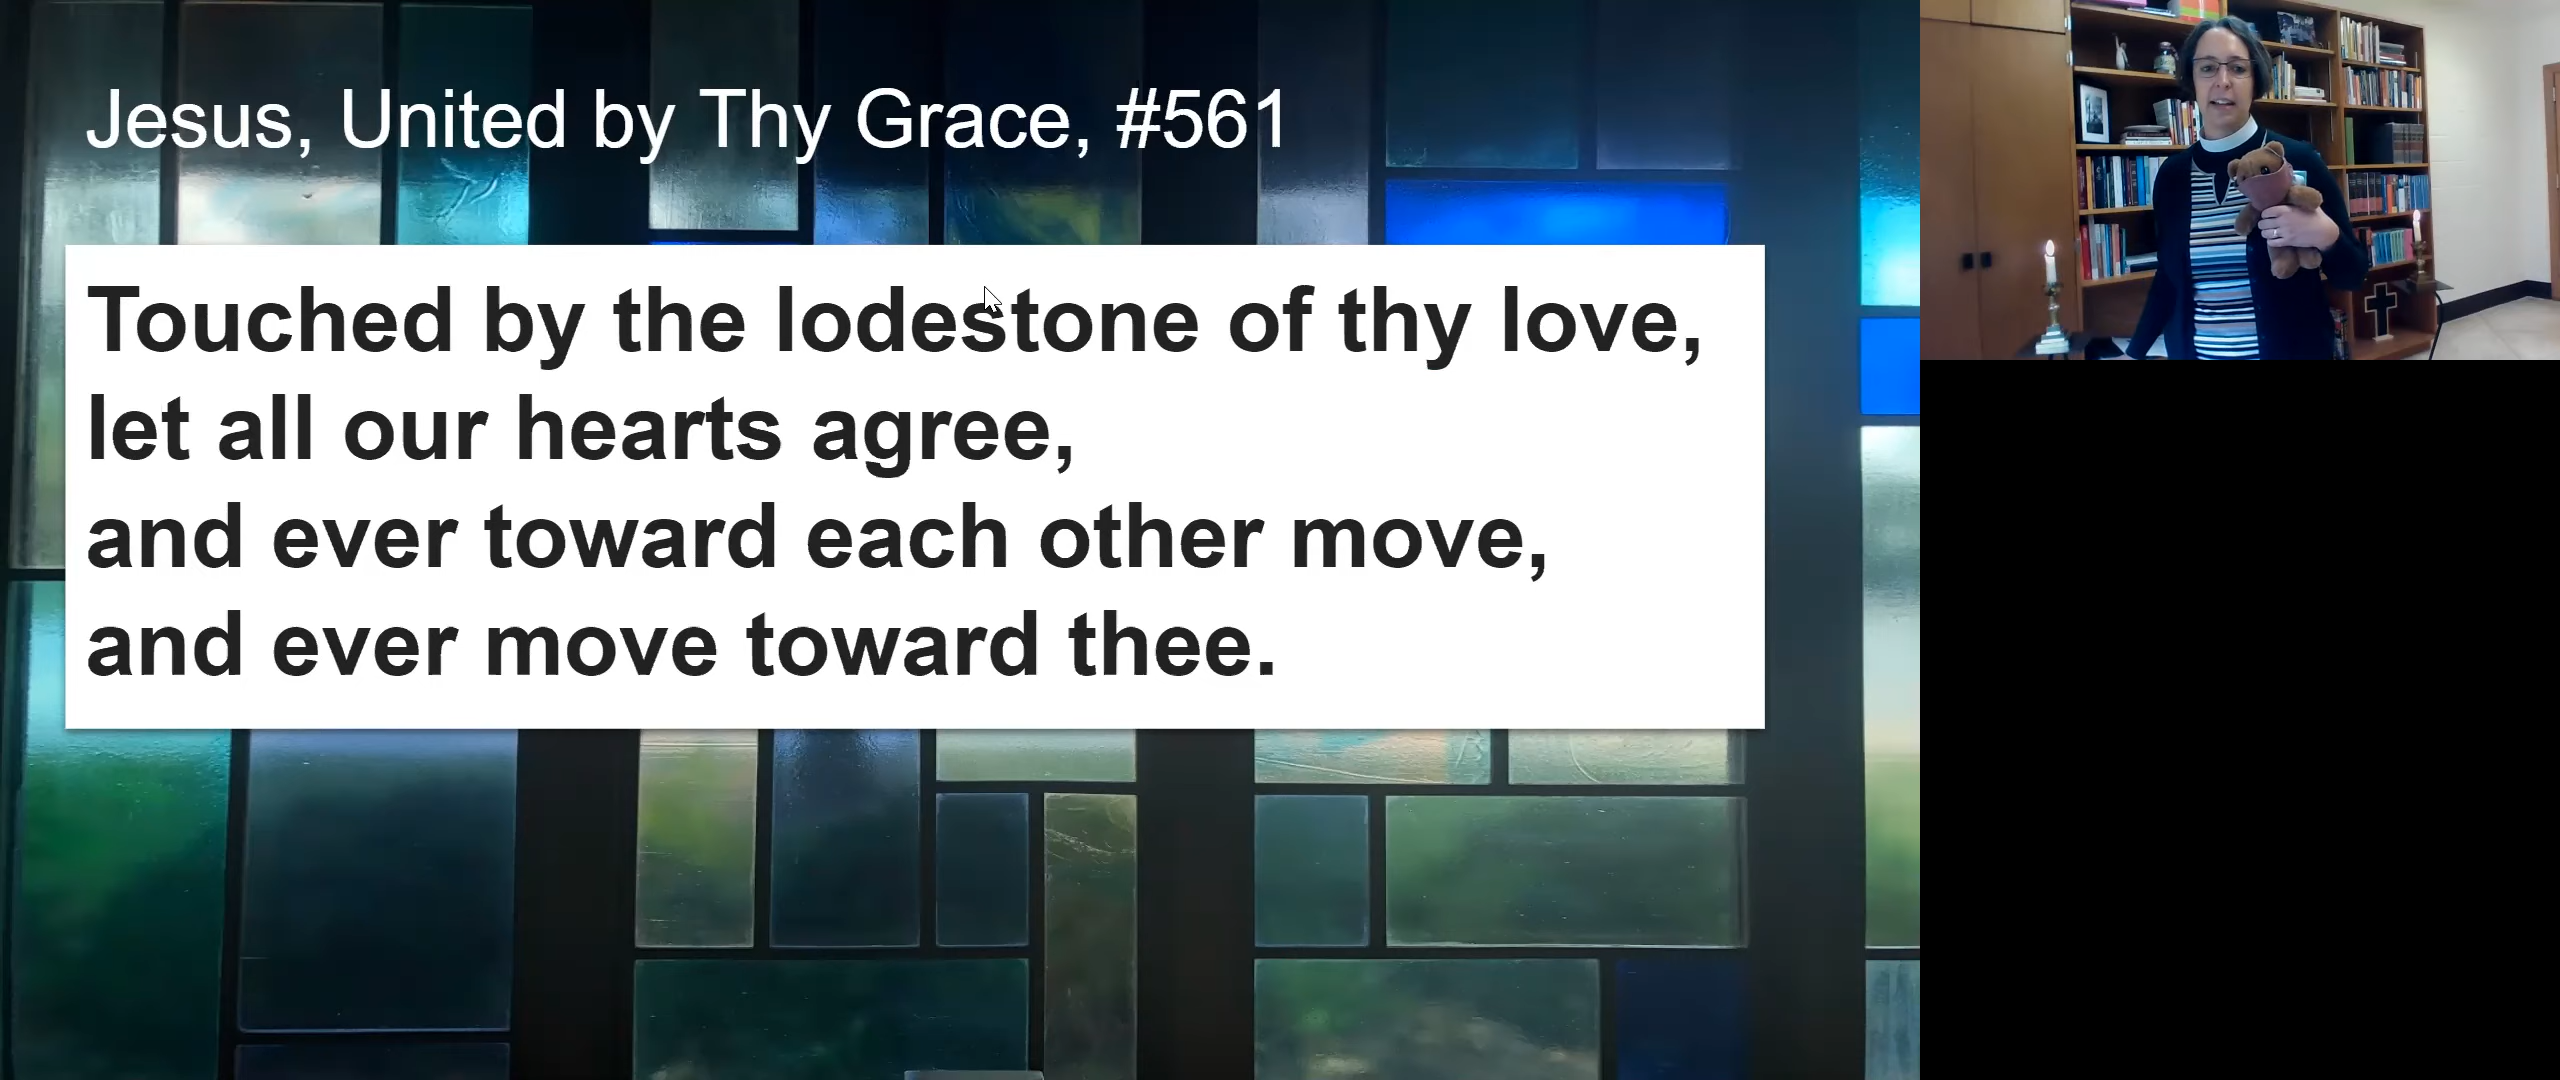 Jesus, United by Thy Grace, #561
Touched by the lodestone of thy love,
let all our hearts agree,
and ever toward each other move,
and ever move toward thee.